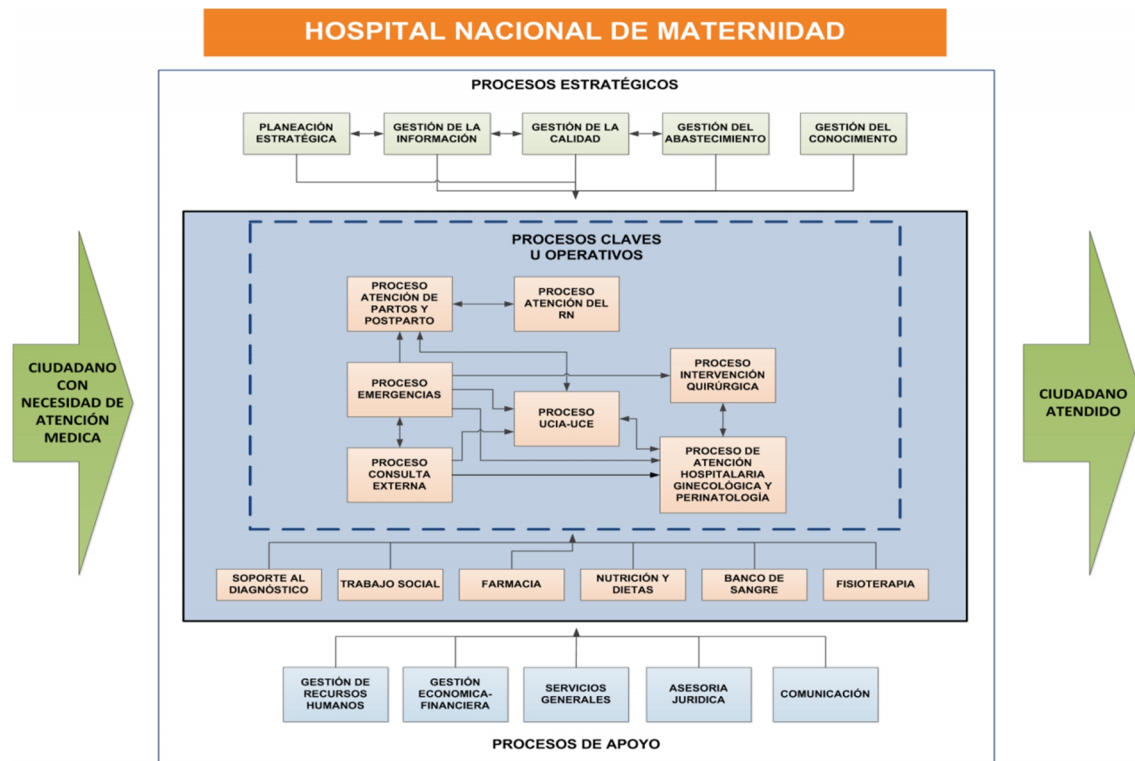 HOSPITAL NACIONAL DE MATERNIDAD
PROCESOS ESTRATÉGICOS
PLANEACIÓN
ESTRATÉGICA
GESTIÓN DE LA
INFORMACIÓN
GESTIÓN DE LA
CALIDAD
GESTIÓN DEL
ABASTECIMIENTO
GESTIÓN DEL
CONOCIMIENTO
CIUDADANO
CON
NECESIDAD DE
ATENCIÓN
MEDICA
PROCESOS CLAVES
U OPERATIVOS
PROCESO
ATENCIÓN DE
PARTOS Y
POSTPARTO
PROCESO
ATENCIÓN DEL
RN
PROCESO
EMERGENCIAS
PROCESO
INTERVENCIÓN
QUIRÚRGICA
PROCESO
UCIA-UCE
PROCESO
CONSULTA
EXTERNA
PROCESO DE
ATENCIÓN
HOSPITALARIA
GINECOLÓGICA Y
PERINATOLOGÍA
SOPORTE AL
DIAGNÓSTICO
TRABAJO SOCIAL
FARMACIA
NUTRICIÓN Y
DIETAS
BANCO DE
SANGRE
FISIOTERAPIA
CIUDADANO
ATENDIDO
GESTIÓN DE
RECURSOS
HUMANOS
GESTIÓN
ECONOMICA-
FINANCIERA
SERVICIOS
GENERALES
ASESORIA
JURIDICA
COMUNICACIÓN
PROCESOS DE APOYO